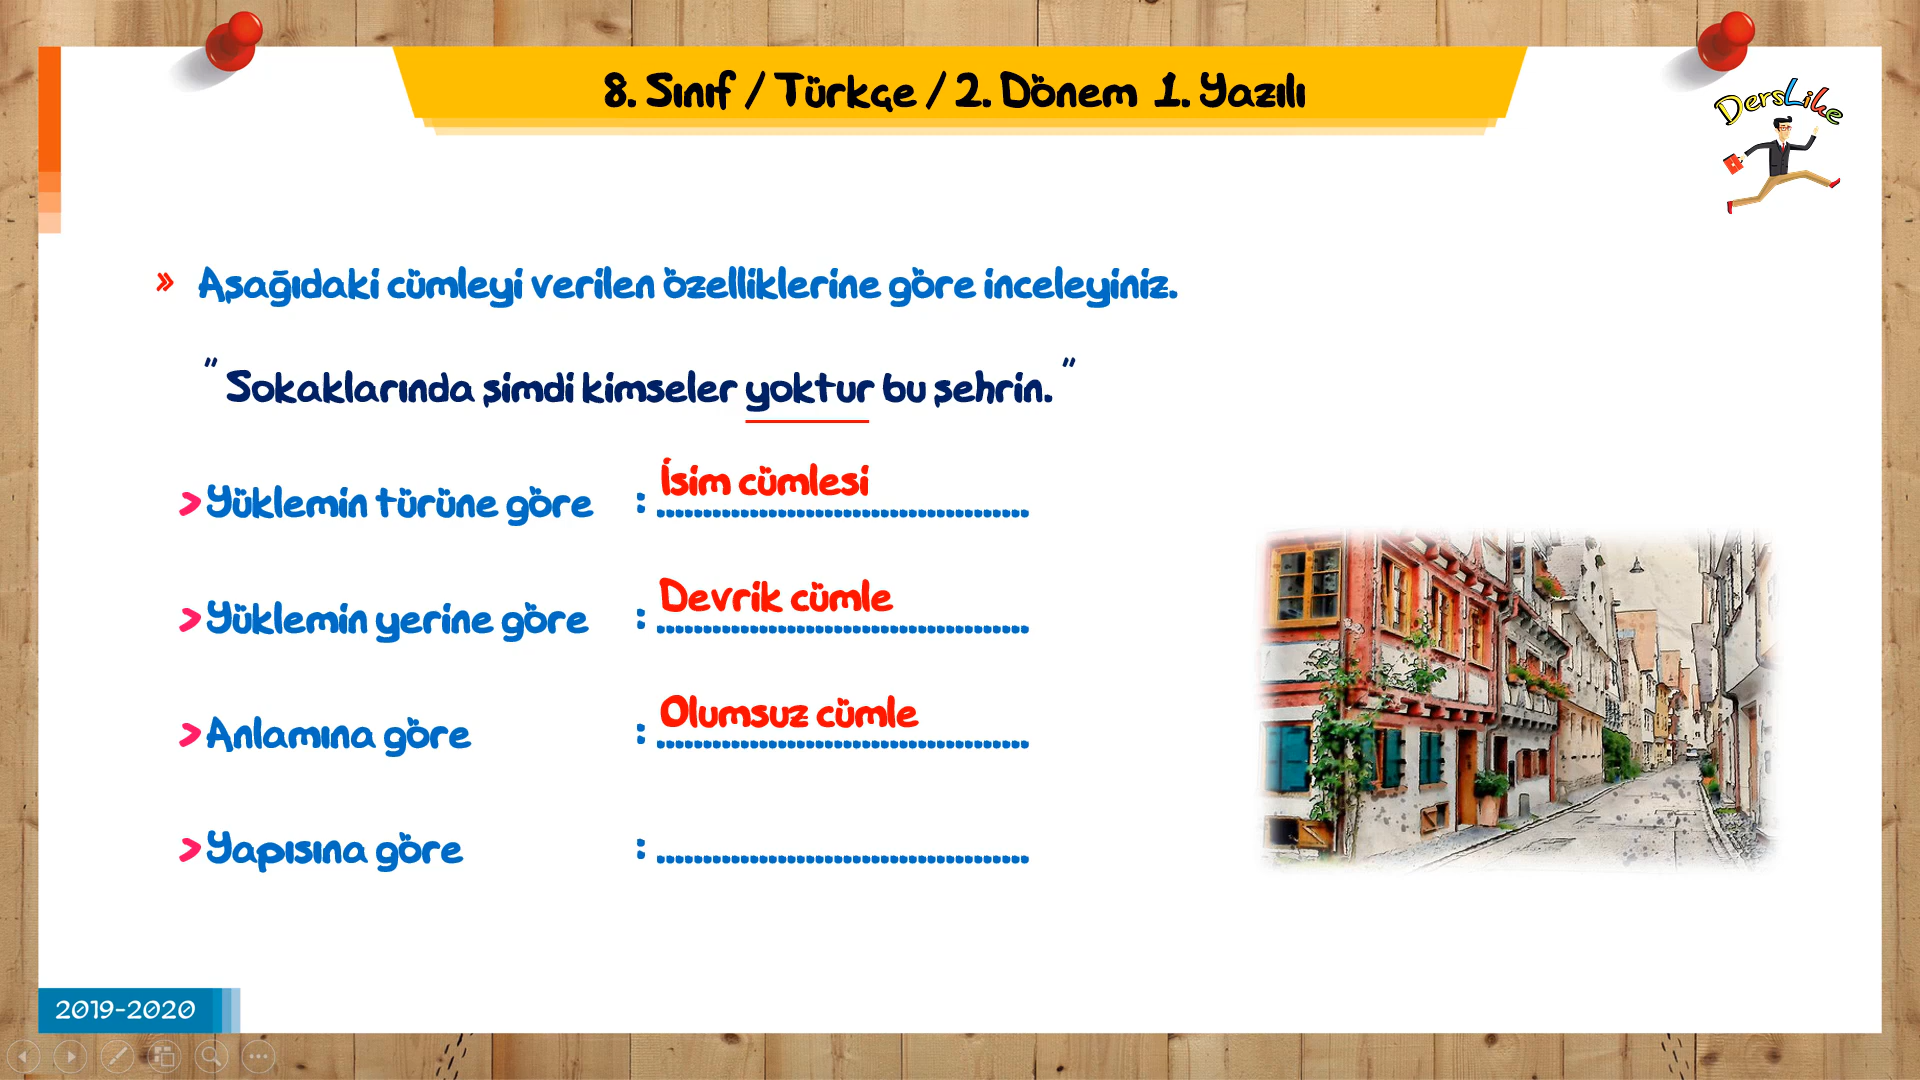 8. Sınıf / Türkçe / 2. Dönem 1. Yazılı
DersLike
» Aşağıdaki cümleyi verilen özelliklerine göre inceleyiniz.
" Sokaklarında şimdi kimseler yoktur bu şehrin. "
> Yüklemin türüne göre : İsim cümlesi
> Yüklemin yerine göre : Devrik cümle
> Anlamına göre : Olumsuz cümle
> Yapısına göre : ........................................
2019-2020